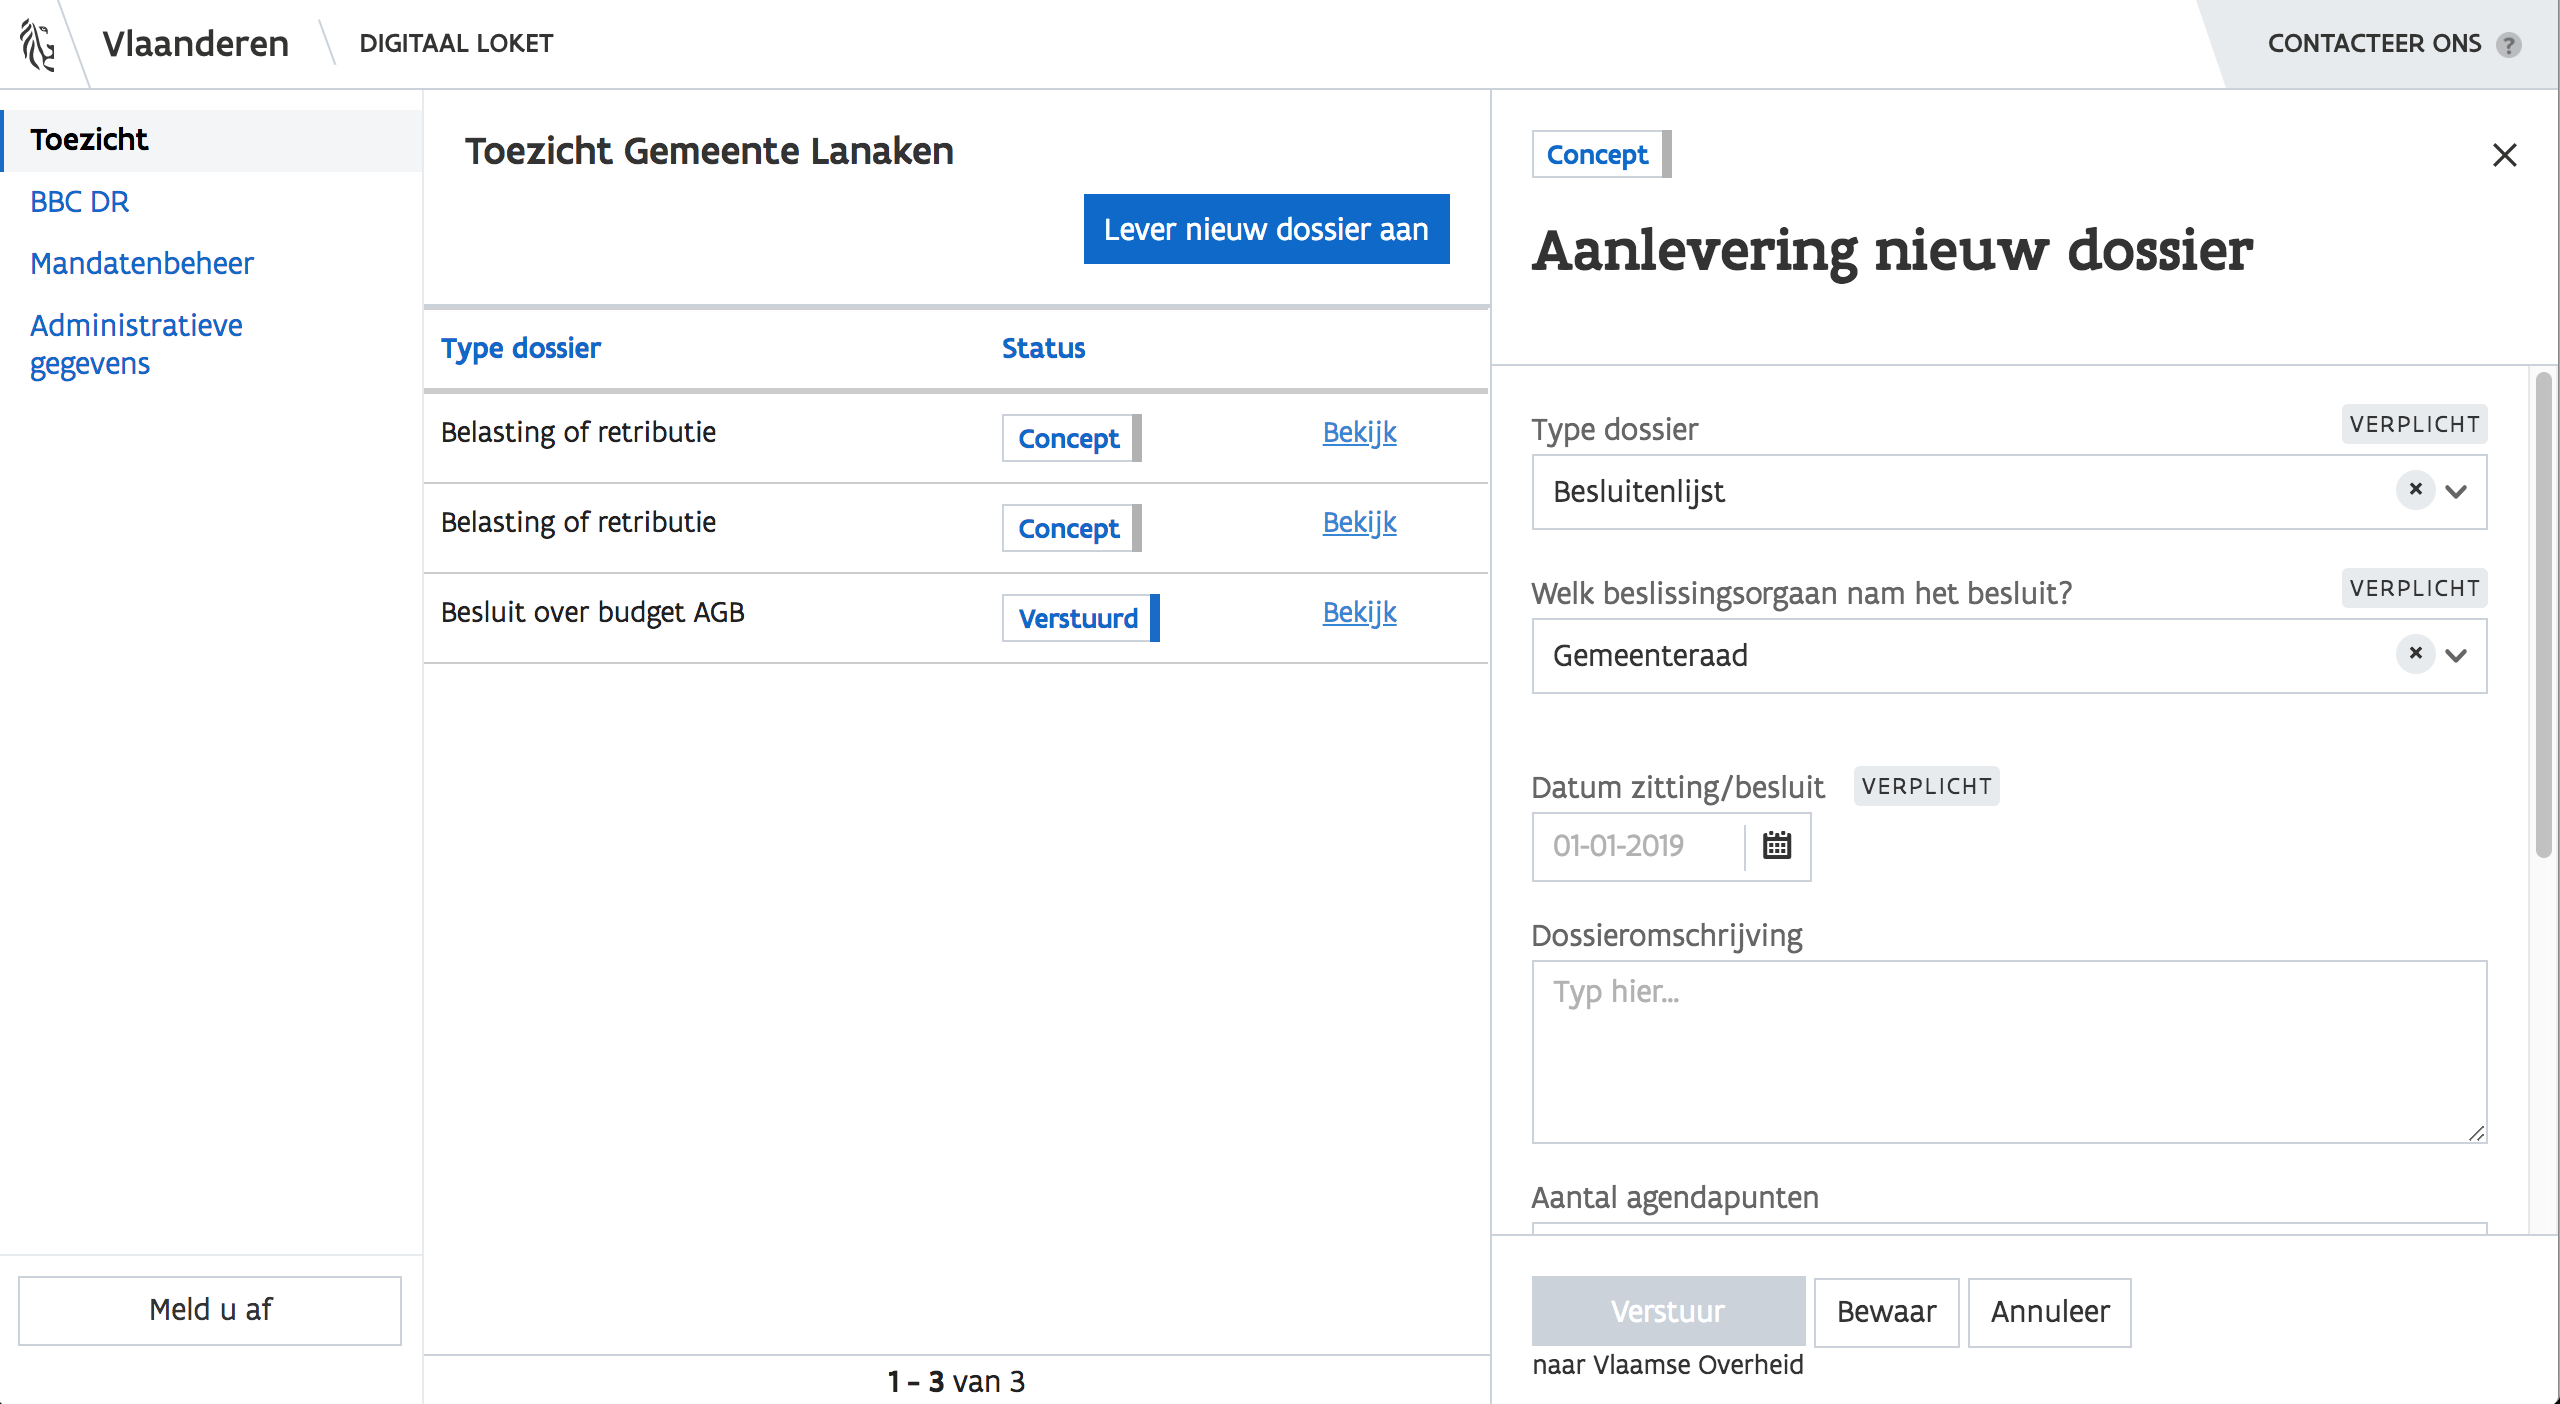 Vlaanderen
DIGITAAL LOKET
CONTACTEER ONS ?
Toezicht
BBC DR
Mandatenbeheer
Administratieve
gegevens
Meld u af
Toezicht Gemeente Lanaken
Lever nieuw dossier aan
Type dossier Status
Belasting of retributie Concept Bekijk
Belasting of retributie Concept Bekijk
Besluit over budget AGB Verstuurd Bekijk
1 - 3 van 3
Concept
Aanlevering nieuw dossier
Type dossier VERPLICHT
Besluitenlijst
Welk beslissingsorgaan nam het besluit? VERPLICHT
Gemeenteraad
Datum zitting/besluit VERPLICHT
01-01-2019
Dossieromschrijving
Typ hier...
Aantal agendapunten
Verstuur Bewaar Annuleer
naar Vlaamse Overheid